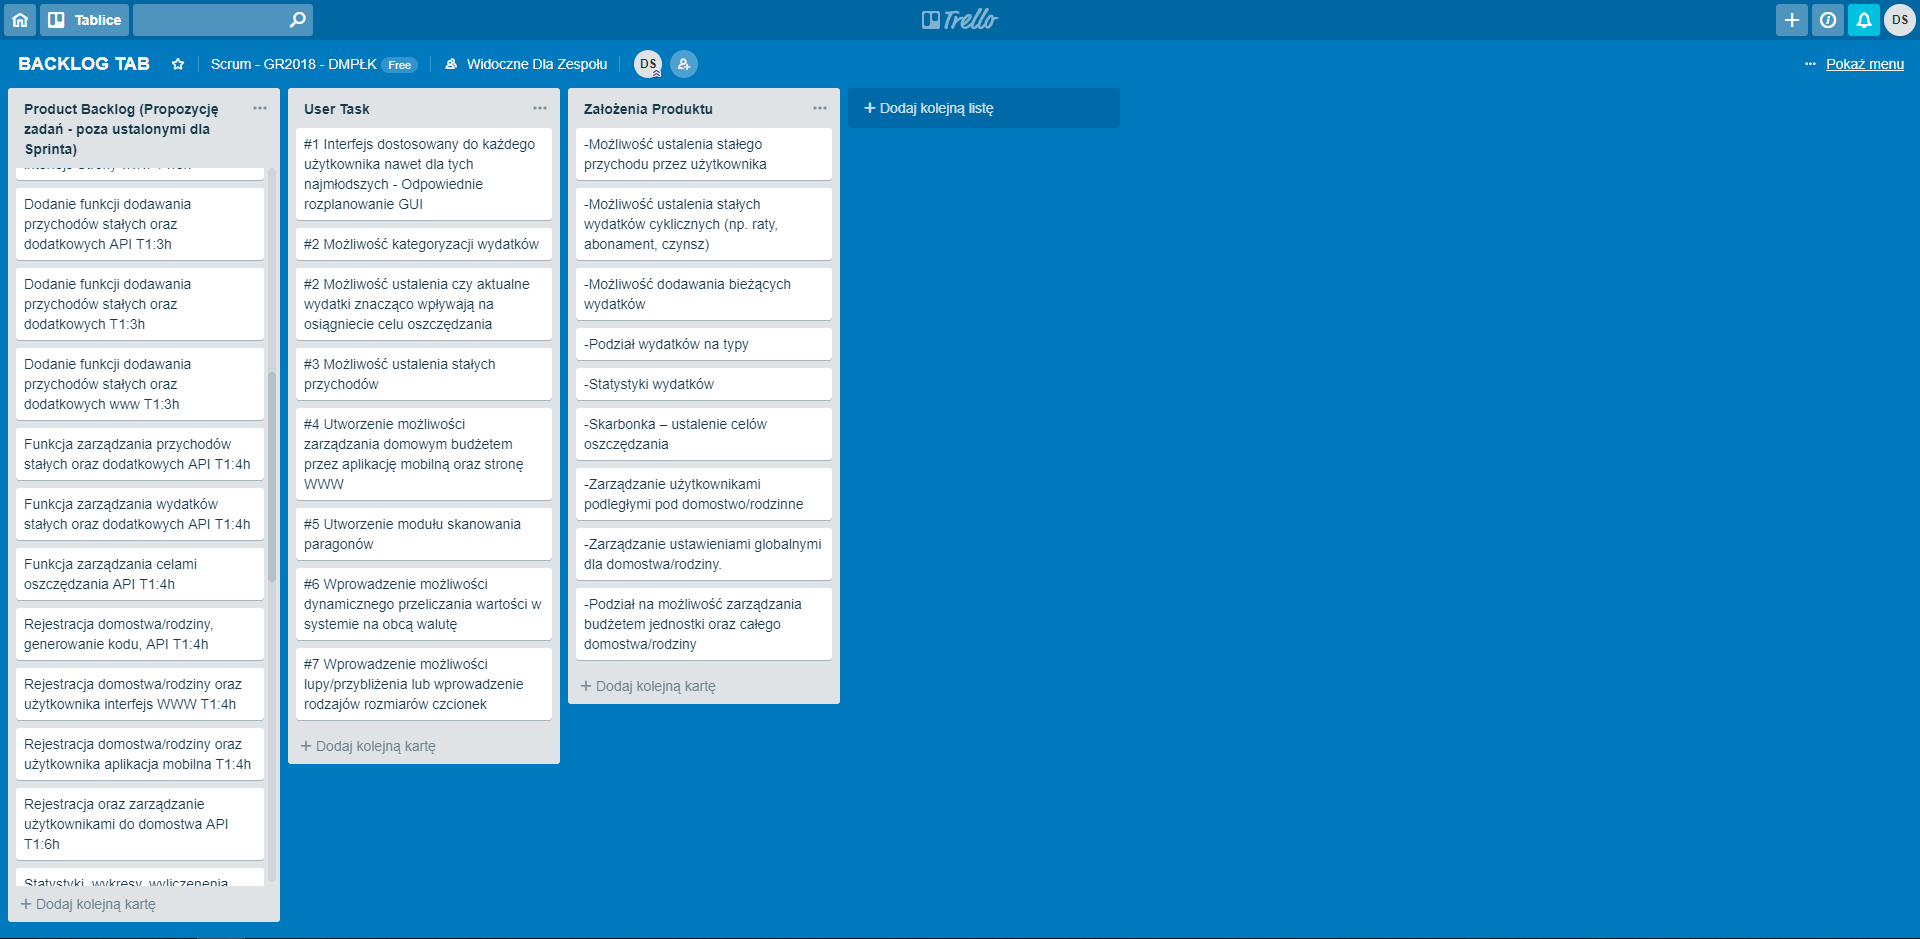 Tablice
Trello
DS
BACKLOG TAB
Scrum - GR2018 - DMPŁK Free
Widoczne Dla Zespołu
DS
Pokaż menu
Product Backlog (Propozycję
zadań - poza ustalonymi dla
Sprinta)
Dodanie funkcji dodawania
przychodów stałych oraz
dodatkowych API T1:3h
Dodanie funkcji dodawania
przychodów stałych oraz
dodatkowych T1:3h
Dodanie funkcji dodawania
przychodów stałych oraz
dodatkowych www T1:3h
Funkcja zarządzania przychodów
stałych oraz dodatkowych API T1:4h
Funkcja zarządzania wydatków
stałych oraz dodatkowych API T1:4h
Funkcja zarządzania celami
oszczędzania API T1:4h
Rejestracja domostwa/rodziny,
generowanie kodu, API T1:4h
Rejestracja domostwa/rodziny oraz
użytkownika interfejs WWW T1:4h
Rejestracja domostwa/rodziny oraz
użytkownika aplikacja mobilna T1:4h
Rejestracja oraz zarządzanie
użytkownikami do domostwa API
T1:6h
Statystyki, wykresy, wyliczenenia
Dodaj kolejną kartę
User Task
#1 Interfejs dostosowany do każdego
użytkownika nawet dla tych
najmłodszych - Odpowiednie
rozplanowanie GUI
#2 Możliwość kategoryzacji wydatków
#2 Możliwość ustalenia czy aktualne
wydatki znacząco wpływają na
osiągniecie celu oszczędzania
#3 Możliwość ustalenia stałych
przychodów
#4 Utworzenie możliwości
zarządzania domowym budżetem
przez aplikację mobilną oraz stronę
WWW
#5 Utworzenie modułu skanowania
paragonów
#6 Wprowadzenie możliwości
dynamicznego przeliczania wartości w
systemie na obcą walutę
#7 Wprowadzenie możliwości
lupy/przybliżenia lub wprowadzenie
rodzajów rozmiarów czcionek
Dodaj kolejną kartę
Założenia Produktu
-Możliwość ustalenia stałego
przychodu przez użytkownika
-Możliwość ustalenia stałych
wydatków cyklicznych (np. raty,
abonament, czynsz)
-Możliwość dodawania bieżących
wydatków
-Podział wydatków na typy
-Statystyki wydatków
-Skarbonka – ustalenie celów
oszczędzania
-Zarządzanie użytkownikami
podległymi pod domostwo/rodzinne
-Zarządzanie ustawieniami globalnymi
dla domostwa/rodziny.
-Podział na możliwość zarządzania
budżetem jednostki oraz całego
domostwa/rodziny
Dodaj kolejną kartę
Dodaj kolejną listę